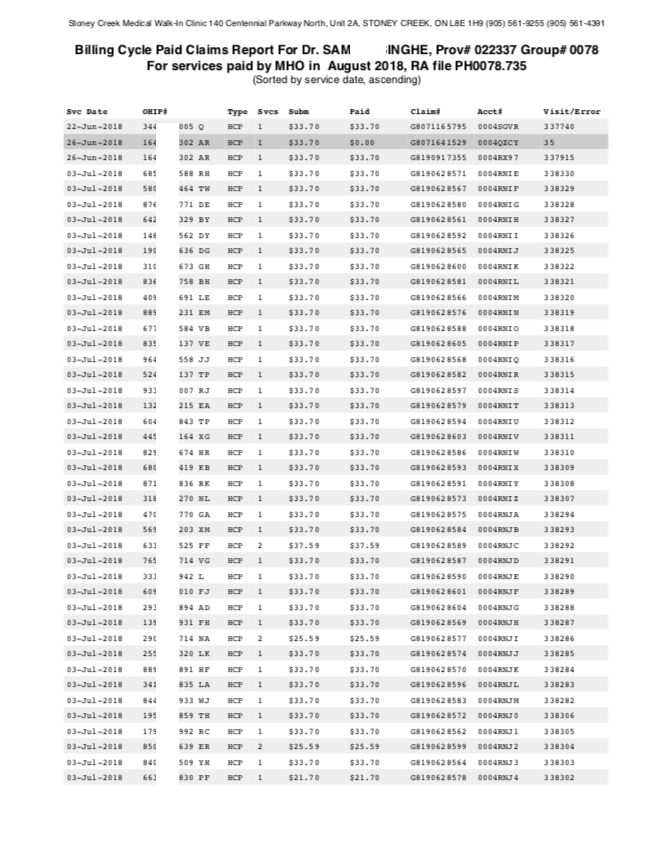 Stoney Creek Medical Walk-In Clinic 140 Centennial Parkway North, Unit 2A, STONEY CREEK, ON L8E 1H9 (905) 561-9255 (905) 561-4391
Billing Cycle Paid Claims Report For Dr. SAM INGHE, Prov# 022337 Group# 0078
For services paid by MHO in August 2018, RA file PH0078.735
(Sorted by service date, ascending)
Svc Date OHIP# Type Svcs Subm Paid Claim# Acct# Visit/Error
22-Jun-2018 344 005 Q HCP 1 $33.70 $33.70 G8071165795 0004SGVR 337740
26-Jun-2018 164 302 AR HCP 1 $33.70 $0.00 G8071641529 0004QZCY 35
26-Jun-2018 164 302 AR HCP 1 $33.70 $33.70 G8190917355 0004RX97 337915
03-Jul-2018 685 588 RH HCP 1 $33.70 $33.70 G8190628571 0004RNIE 338330
03-Jul-2018 580 464 TW HCP 1 $33.70 $33.70 G8190628567 0004RNIF 338329
03-Jul-2018 876 771 DE HCP 1 $33.70 $33.70 G8190628580 0004RNIG 338328
03-Jul-2018 642 329 BY HCP 1 $33.70 $33.70 G8190628561 0004RNIH 338327
03-Jul-2018 148 562 DY HCP 1 $33.70 $33.70 G8190628592 0004RNII 338326
03-Jul-2018 190 636 DG HCP 1 $33.70 $33.70 G8190628565 0004RNIJ 338325
03-Jul-2018 310 673 GH HCP 1 $33.70 $33.70 G8190628600 0004RNIK 338322
03-Jul-2018 836 758 BH HCP 1 $33.70 $33.70 G8190628581 0004RNIL 338321
03-Jul-2018 409 691 LE HCP 1 $33.70 $33.70 G8190628566 0004RNIM 338320
03-Jul-2018 889 231 EM HCP 1 $33.70 $33.70 G8190628576 0004RNIN 338319
03-Jul-2018 677 584 VB HCP 1 $33.70 $33.70 G8190628588 0004RNIO 338318
03-Jul-2018 835 137 VE HCP 1 $33.70 $33.70 G8190628605 0004RNIP 338317
03-Jul-2018 964 558 JJ HCP 1 $33.70 $33.70 G8190628568 0004RNIQ 338316
03-Jul-2018 524 137 TP HCP 1 $33.70 $33.70 G8190628582 0004RNIR 338315
03-Jul-2018 933 007 RJ HCP 1 $33.70 $33.70 G8190628597 0004RNIS 338314
03-Jul-2018 132 215 EA HCP 1 $33.70 $33.70 G8190628579 0004RNIT 338313
03-Jul-2018 604 843 TP HCP 1 $33.70 $33.70 G8190628594 0004RNIU 338312
03-Jul-2018 445 164 XG HCP 1 $33.70 $33.70 G8190628603 0004RNIV 338311
03-Jul-2018 829 674 HR HCP 1 $33.70 $33.70 G8190628586 0004RNIW 338310
03-Jul-2018 680 419 KB HCP 1 $33.70 $33.70 G8190628593 0004RNIX 338309
03-Jul-2018 871 836 RK HCP 1 $33.70 $33.70 G8190628591 0004RNIY 338308
03-Jul-2018 318 270 NL HCP 1 $33.70 $33.70 G8190628573 0004RNIZ 338307
03-Jul-2018 470 770 GA HCP 1 $33.70 $33.70 G8190628575 0004RNJA 338294
03-Jul-2018 569 203 XM HCP 1 $33.70 $33.70 G8190628584 0004RNJB 338293
03-Jul-2018 633 525 FF HCP 2 $37.59 $37.59 G8190628589 0004RNJC 338292
03-Jul-2018 765 714 VG HCP 1 $33.70 $33.70 G8190628587 0004RNJD 338291
03-Jul-2018 333 942 L HCP 1 $33.70 $33.70 G8190628590 0004RNJE 338290
03-Jul-2018 609 010 FJ HCP 1 $33.70 $33.70 G8190628601 0004RNJF 338289
03-Jul-2018 293 894 AD HCP 1 $33.70 $33.70 G8190628604 0004RNJG 338288
03-Jul-2018 139 931 FH HCP 1 $33.70 $33.70 G8190628569 0004RNJH 338287
03-Jul-2018 290 714 NA HCP 2 $25.59 $25.59 G8190628577 0004RNJI 338286
03-Jul-2018 255 320 LK HCP 1 $33.70 $33.70 G8190628574 0004RNJJ 338285
03-Jul-2018 889 891 HF HCP 1 $33.70 $33.70 G8190628570 0004RNJK 338284
03-Jul-2018 341 835 LA HCP 1 $33.70 $33.70 G8190628596 0004RNJL 338283
03-Jul-2018 844 933 WJ HCP 1 $33.70 $33.70 G8190628583 0004RNJM 338282
03-Jul-2018 195 859 TH HCP 1 $33.70 $33.70 G8190628572 0004RNJ0 338306
03-Jul-2018 179 992 RC HCP 1 $33.70 $33.70 G8190628562 0004RNJ1 338305
03-Jul-2018 850 639 ER HCP 2 $25.59 $25.59 G8190628599 0004RNJ2 338304
03-Jul-2018 840 509 YH HCP 1 $33.70 $33.70 G8190628564 0004RNJ3 338303
03-Jul-2018 663 830 PF HCP 1 $21.70 $21.70 G8190628578 0004RNJ4 338302